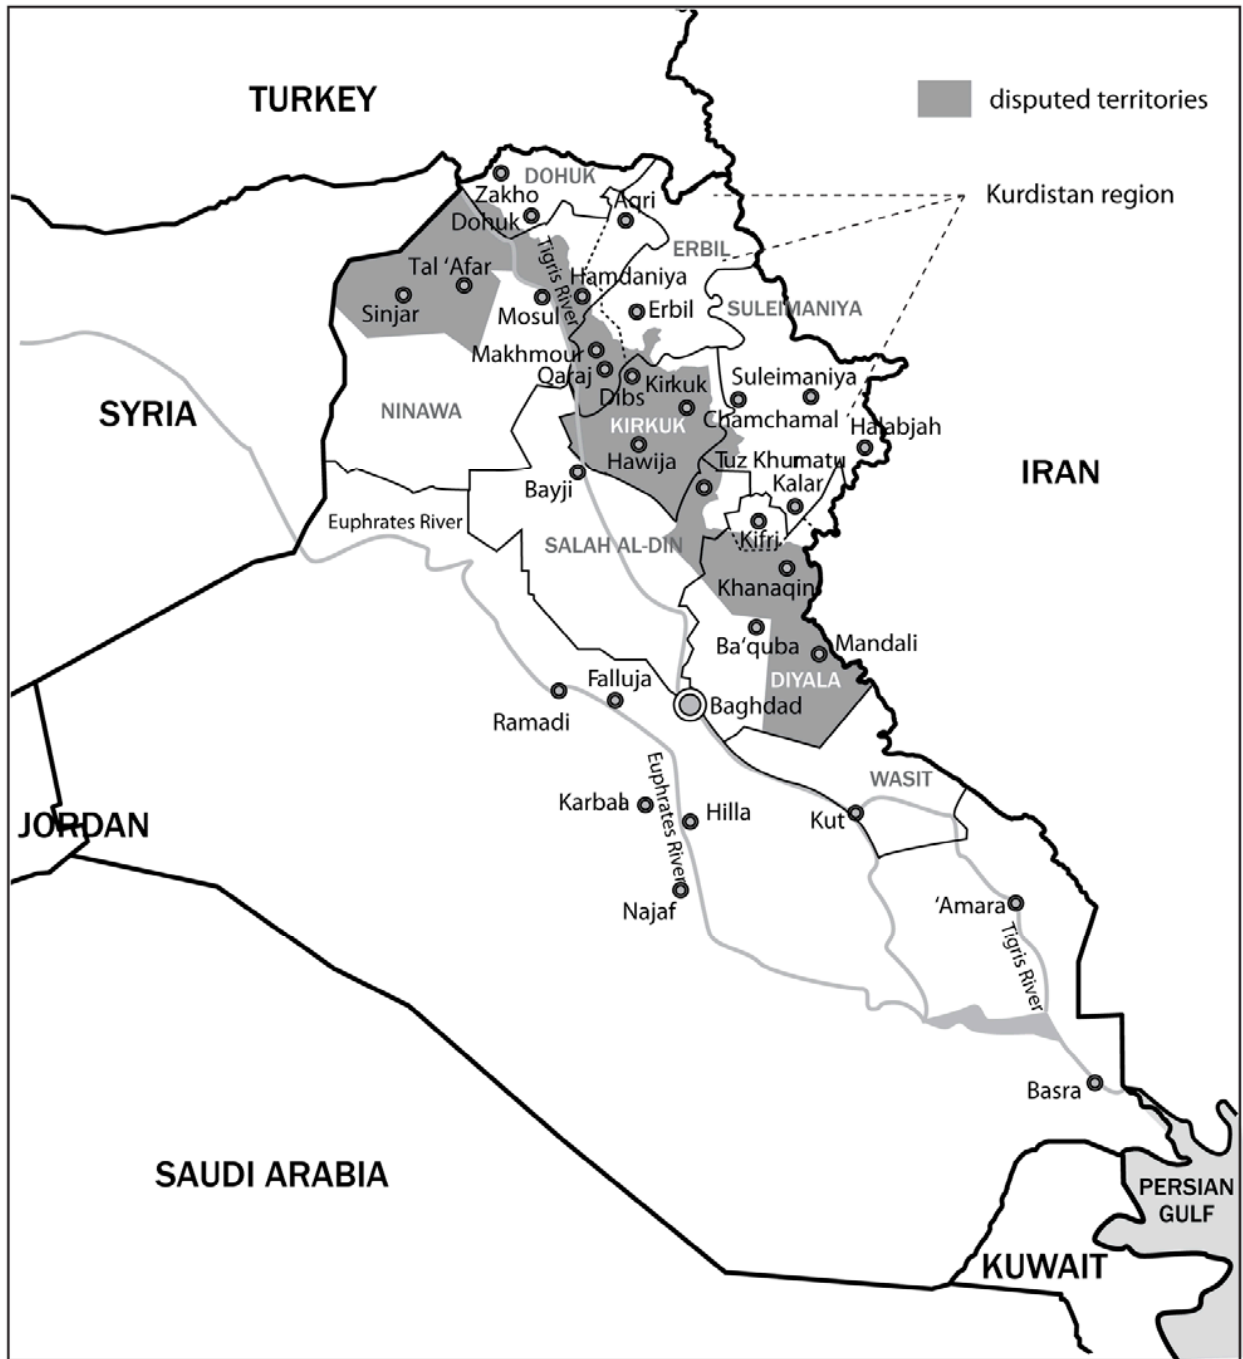 TURKEY
disputed territories
Kurdistan region
DOHUK
Zakho
Dohuk
Aqri
ERBIL
Tigris River
Tal ‘Afar
Hamdaniya
Sinjar
Mosul
Erbil
SULEIMANIYA
Makhmour
Qaraj
Dibs
Kirkuk
Suleimaniya
SYRIA
NINAWA
KIRKUK
Chamchamal
Halabjah
Hawija
Tuz Khumatu
IRAN
Bayji
Kalar
Euphrates River
SALAH AL-DIN
Kifri
Khanaqin
Ba‘quba
Mandali
Falluja
DIYALA
Ramadi
Baghdad
WASIT
Euphrates River
Karbala
Hilla
Kut
JORDAN
Najaf
‘Amara
Tigris River
Basra
SAUDI ARABIA
PERSIAN
GULF
KUWAIT